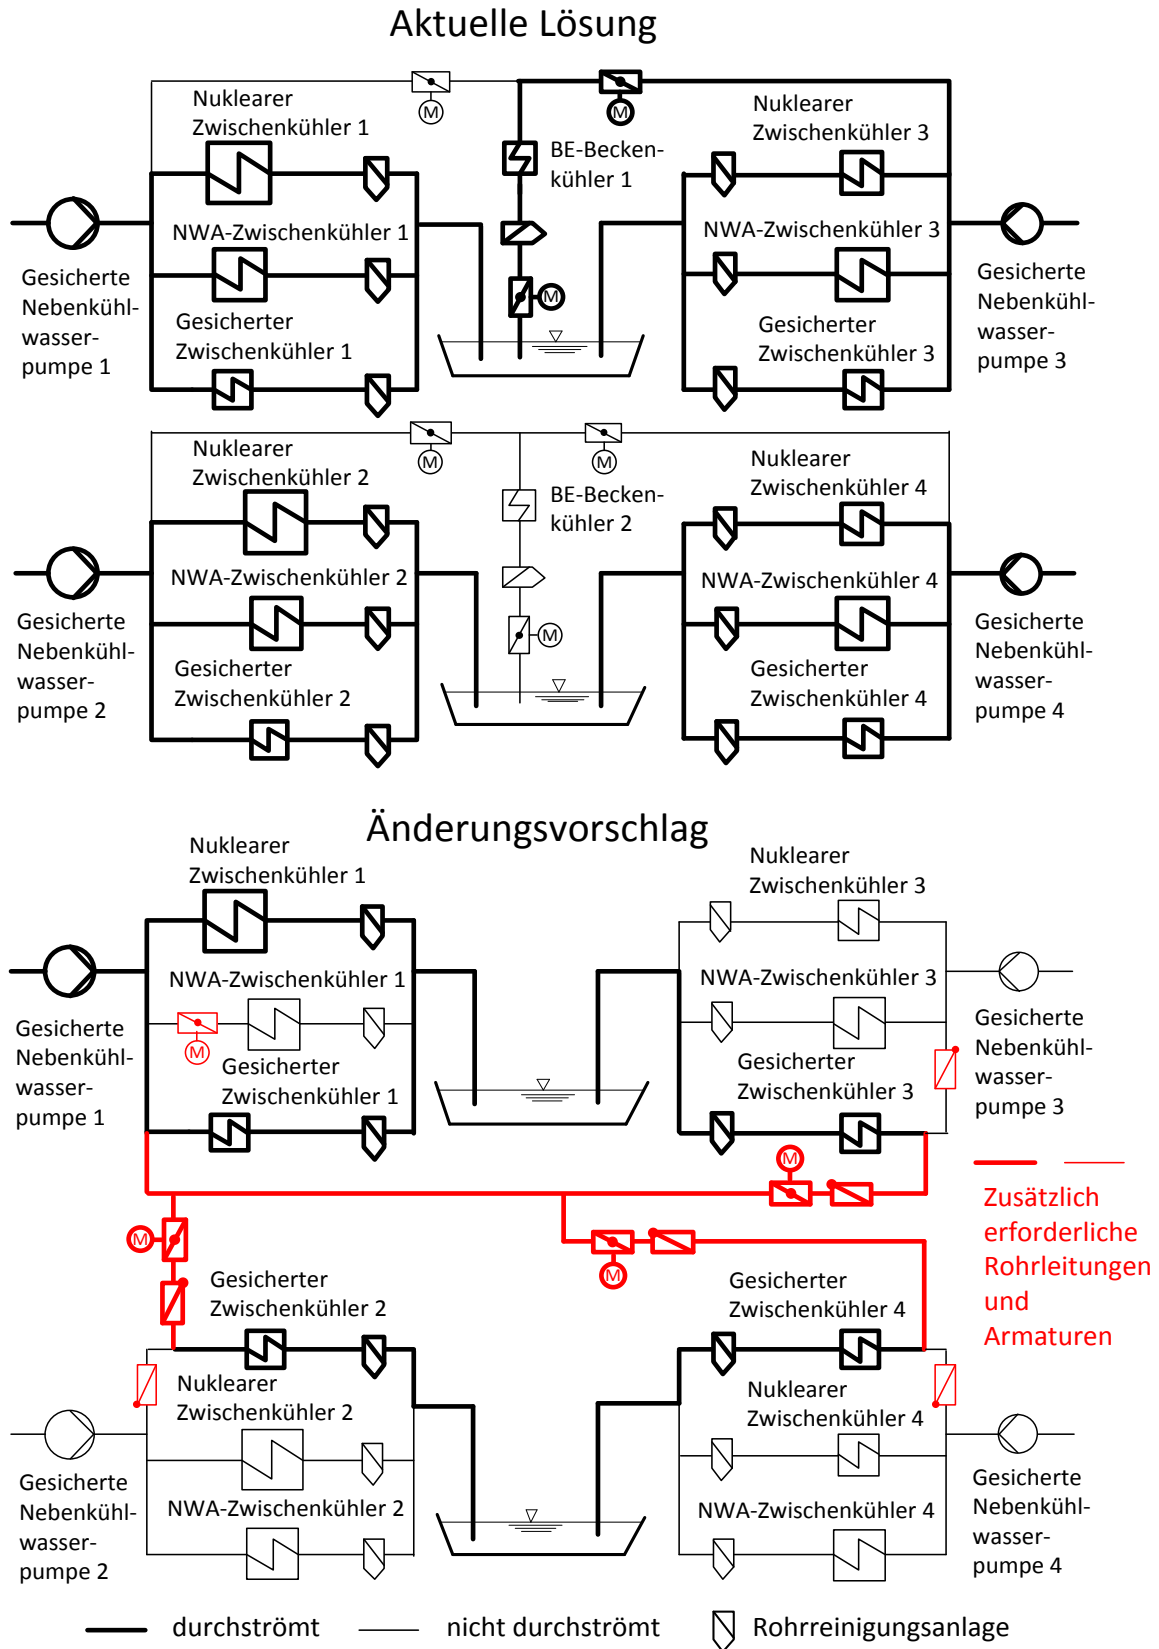 Aktuelle Lösung
M
M
Nuklearer
Zwischenkühler 1
BE-Becken-
kühler 1
Nuklearer
Zwischenkühler 3
NWA-Zwischenkühler 1
NWA-Zwischenkühler 3
Gesicherte
Nebenkühl-
wasser-
pumpe 1
M
Gesicherte
Nebenkühl-
wasser-
pumpe 3
Gesicherter
Zwischenkühler 1
Gesicherter
Zwischenkühler 3
M
M
Nuklearer
Zwischenkühler 2
BE-Becken-
kühler 2
Nuklearer
Zwischenkühler 4
NWA-Zwischenkühler 2
NWA-Zwischenkühler 4
Gesicherte
Nebenkühl-
wasser-
pumpe 2
M
Gesicherte
Nebenkühl-
wasser-
pumpe 4
Gesicherter
Zwischenkühler 2
Gesicherter
Zwischenkühler 4
Änderungsvorschlag
Nuklearer
Zwischenkühler 1
Nuklearer
Zwischenkühler 3
NWA-Zwischenkühler 1
NWA-Zwischenkühler 3
Gesicherte
Nebenkühl-
wasser-
pumpe 1
M
Gesicherte
Nebenkühl-
wasser-
pumpe 3
Gesicherter
Zwischenkühler 1
Gesicherter
Zwischenkühler 3
M
Zusätzlich
erforderliche
Rohrleitungen
und
Armaturen
M
M
Gesicherter
Zwischenkühler 2
Gesicherter
Zwischenkühler 4
Nuklearer
Zwischenkühler 2
Nuklearer
Zwischenkühler 4
Gesicherte
Nebenkühl-
wasser-
pumpe 2
Gesicherte
Nebenkühl-
wasser-
pumpe 4
NWA-Zwischenkühler 2
NWA-Zwischenkühler 4
durchströmt
nicht durchströmt
Rohrreinigungsanlage